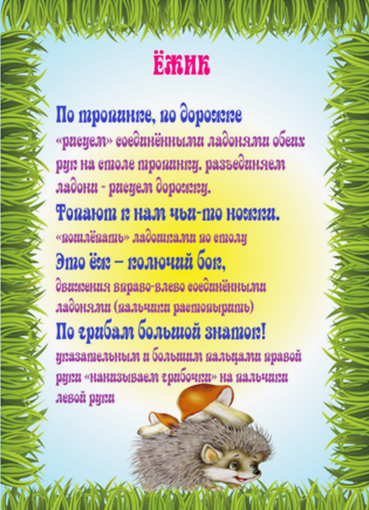 ЁЖИК
По тропинке, по дорожке
«рисуем» соединёнными ладонями обеих
рук на столе тропинку, разъединяем
ладони - рисуем дорожку.
Топают к нам чьи-то ножки.
«пошлёпать» ладошками по столу
Это ёж – колючий бок,
движения вправо-влево соединёнными
ладонями (пальчики растопырить)
По грибам большой знаток!
указательным и большим пальцами правой
руки «нанизываем грибочки» на пальчики
левой руки